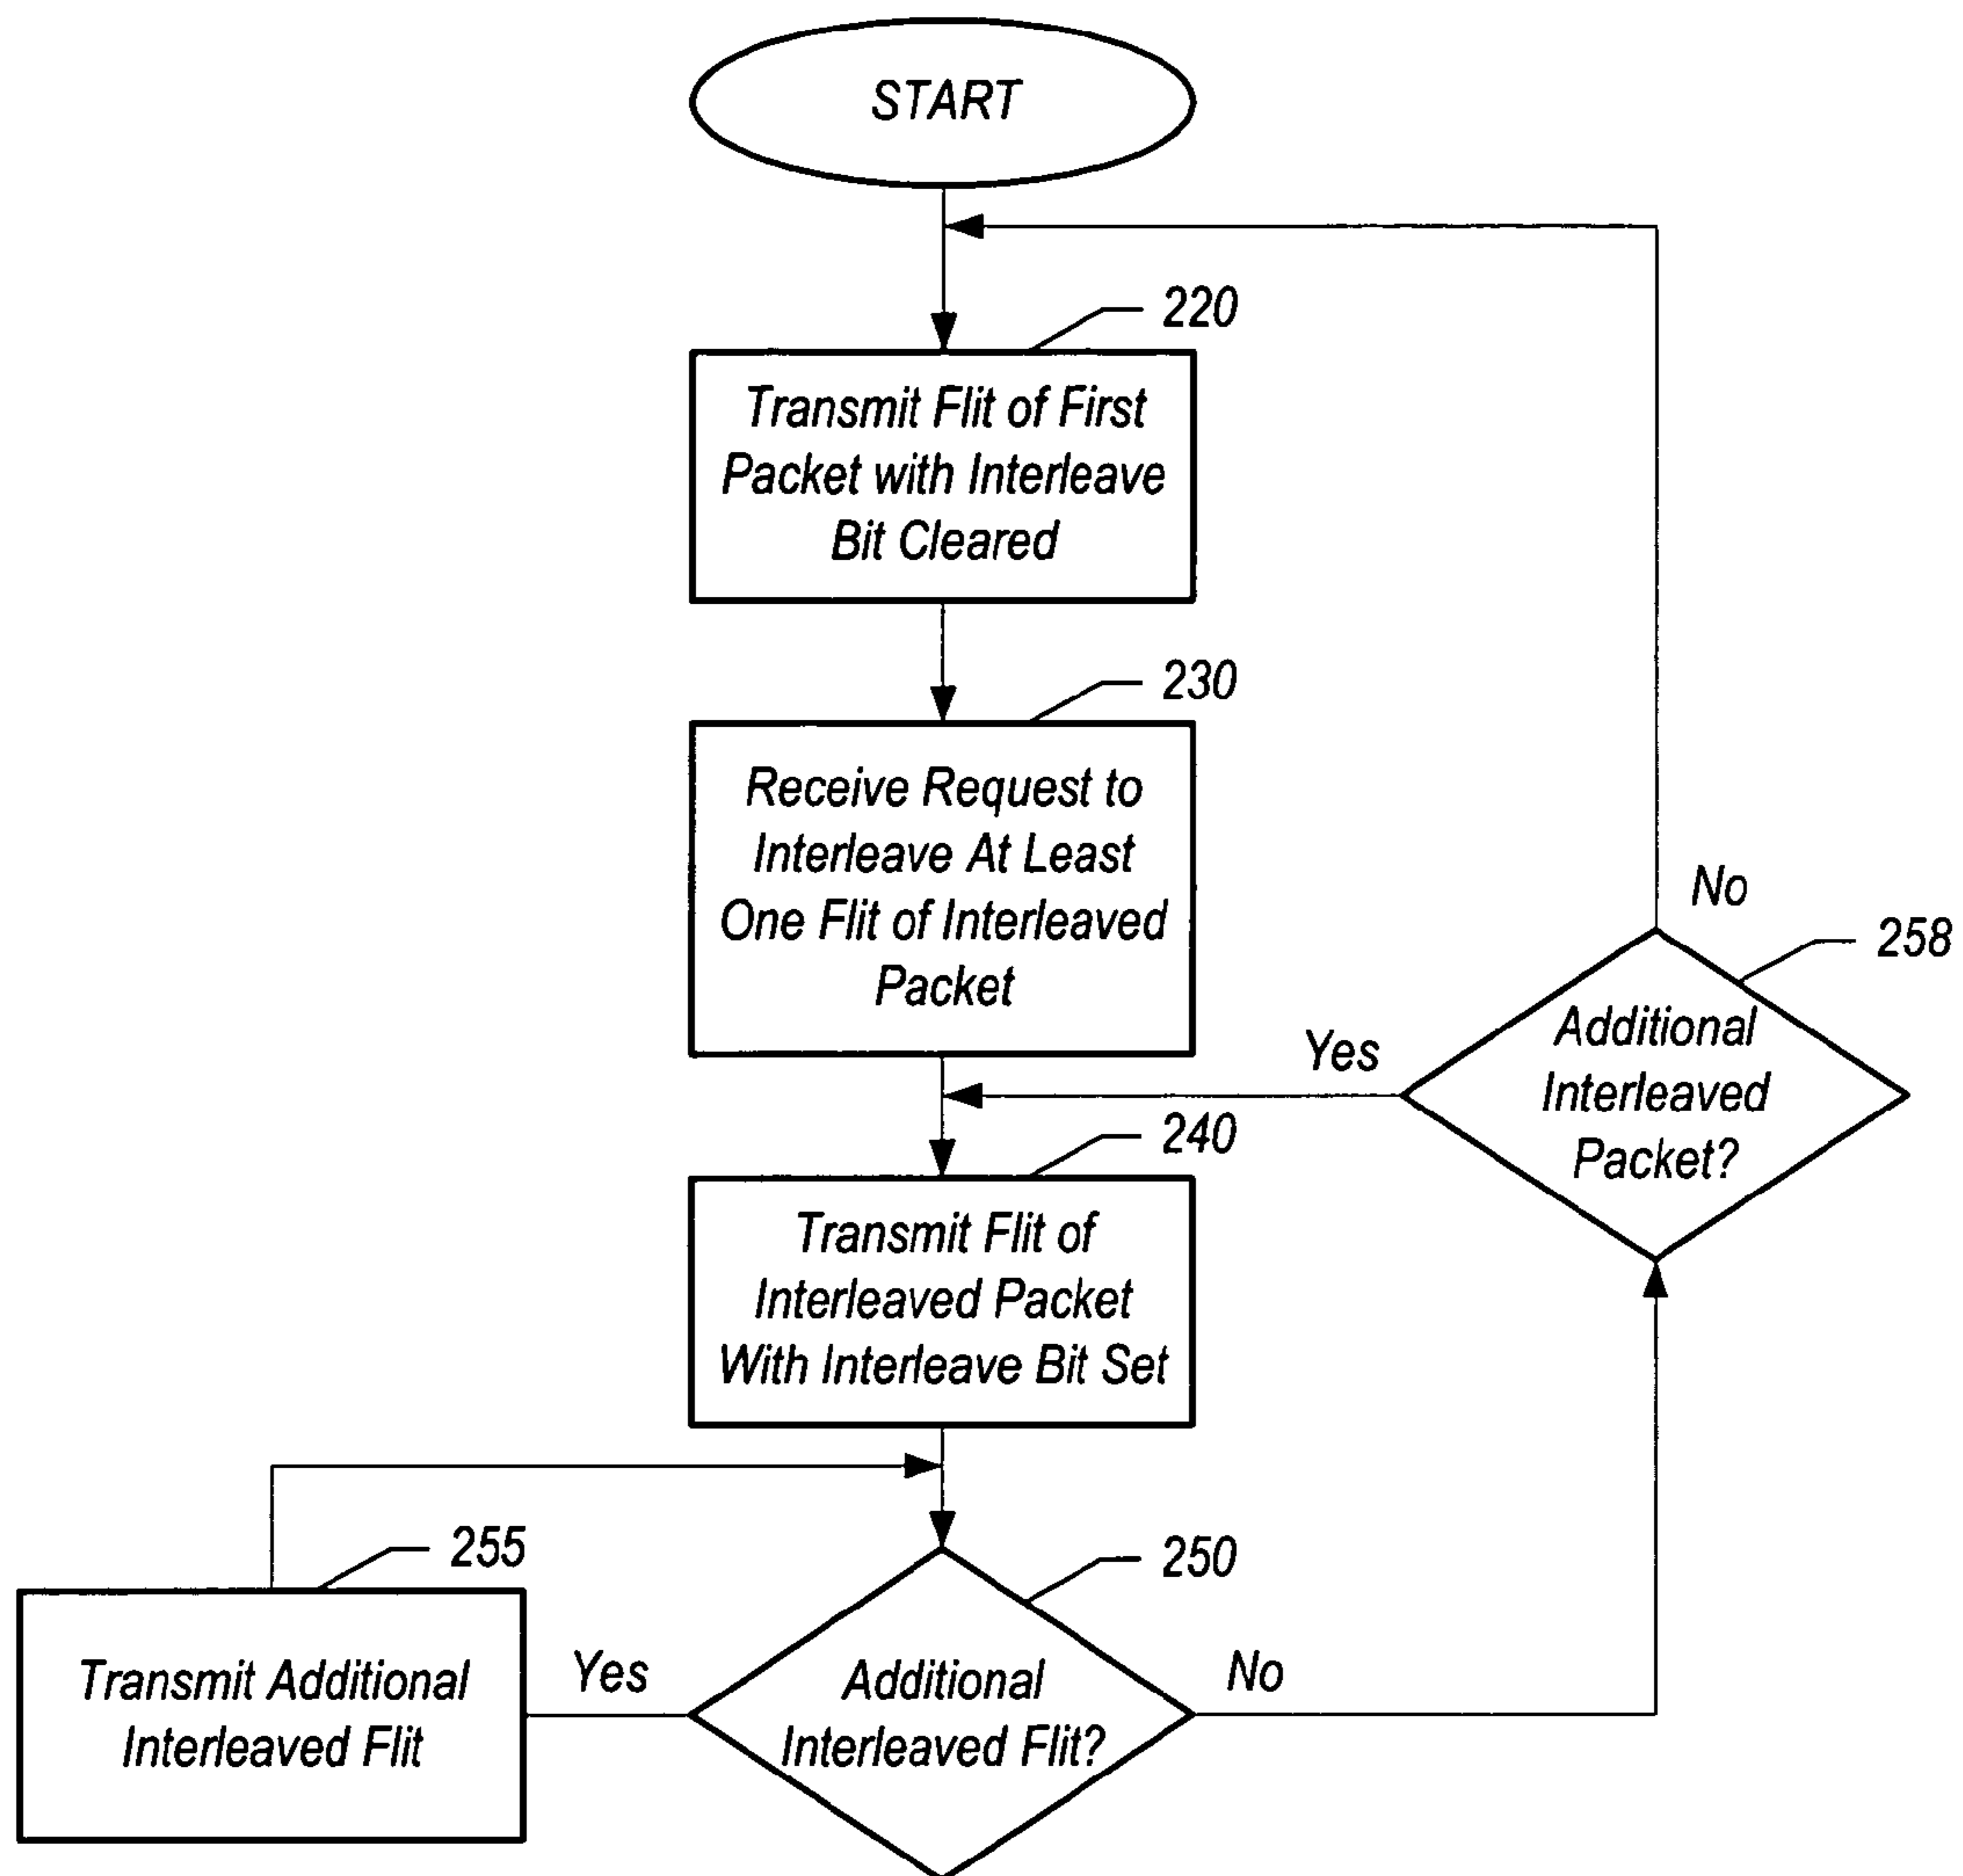 START
220
Transmit Flit of First
Packet with Interleave
Bit Cleared
230
Receive Request to
Interleave At Least
One Flit of Interleaved
Packet
No
258
Additional
Interleaved
Packet?
Yes
240
Transmit Flit of
Interleaved Packet
With Interleave Bit Set
255
250
Transmit Additional
Interleaved Flit
Yes
Additional
Interleaved Flit?
No